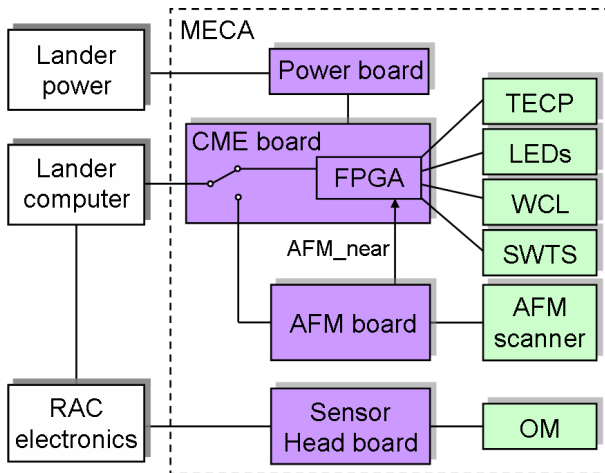 MECA
Lander
power
Power board
TECP
CME board
LEDs
Lander
computer
FPGA
WCL
AFM_near
SWTS
AFM board
AFM
scanner
RAC
electronics
Sensor
Head board
OM